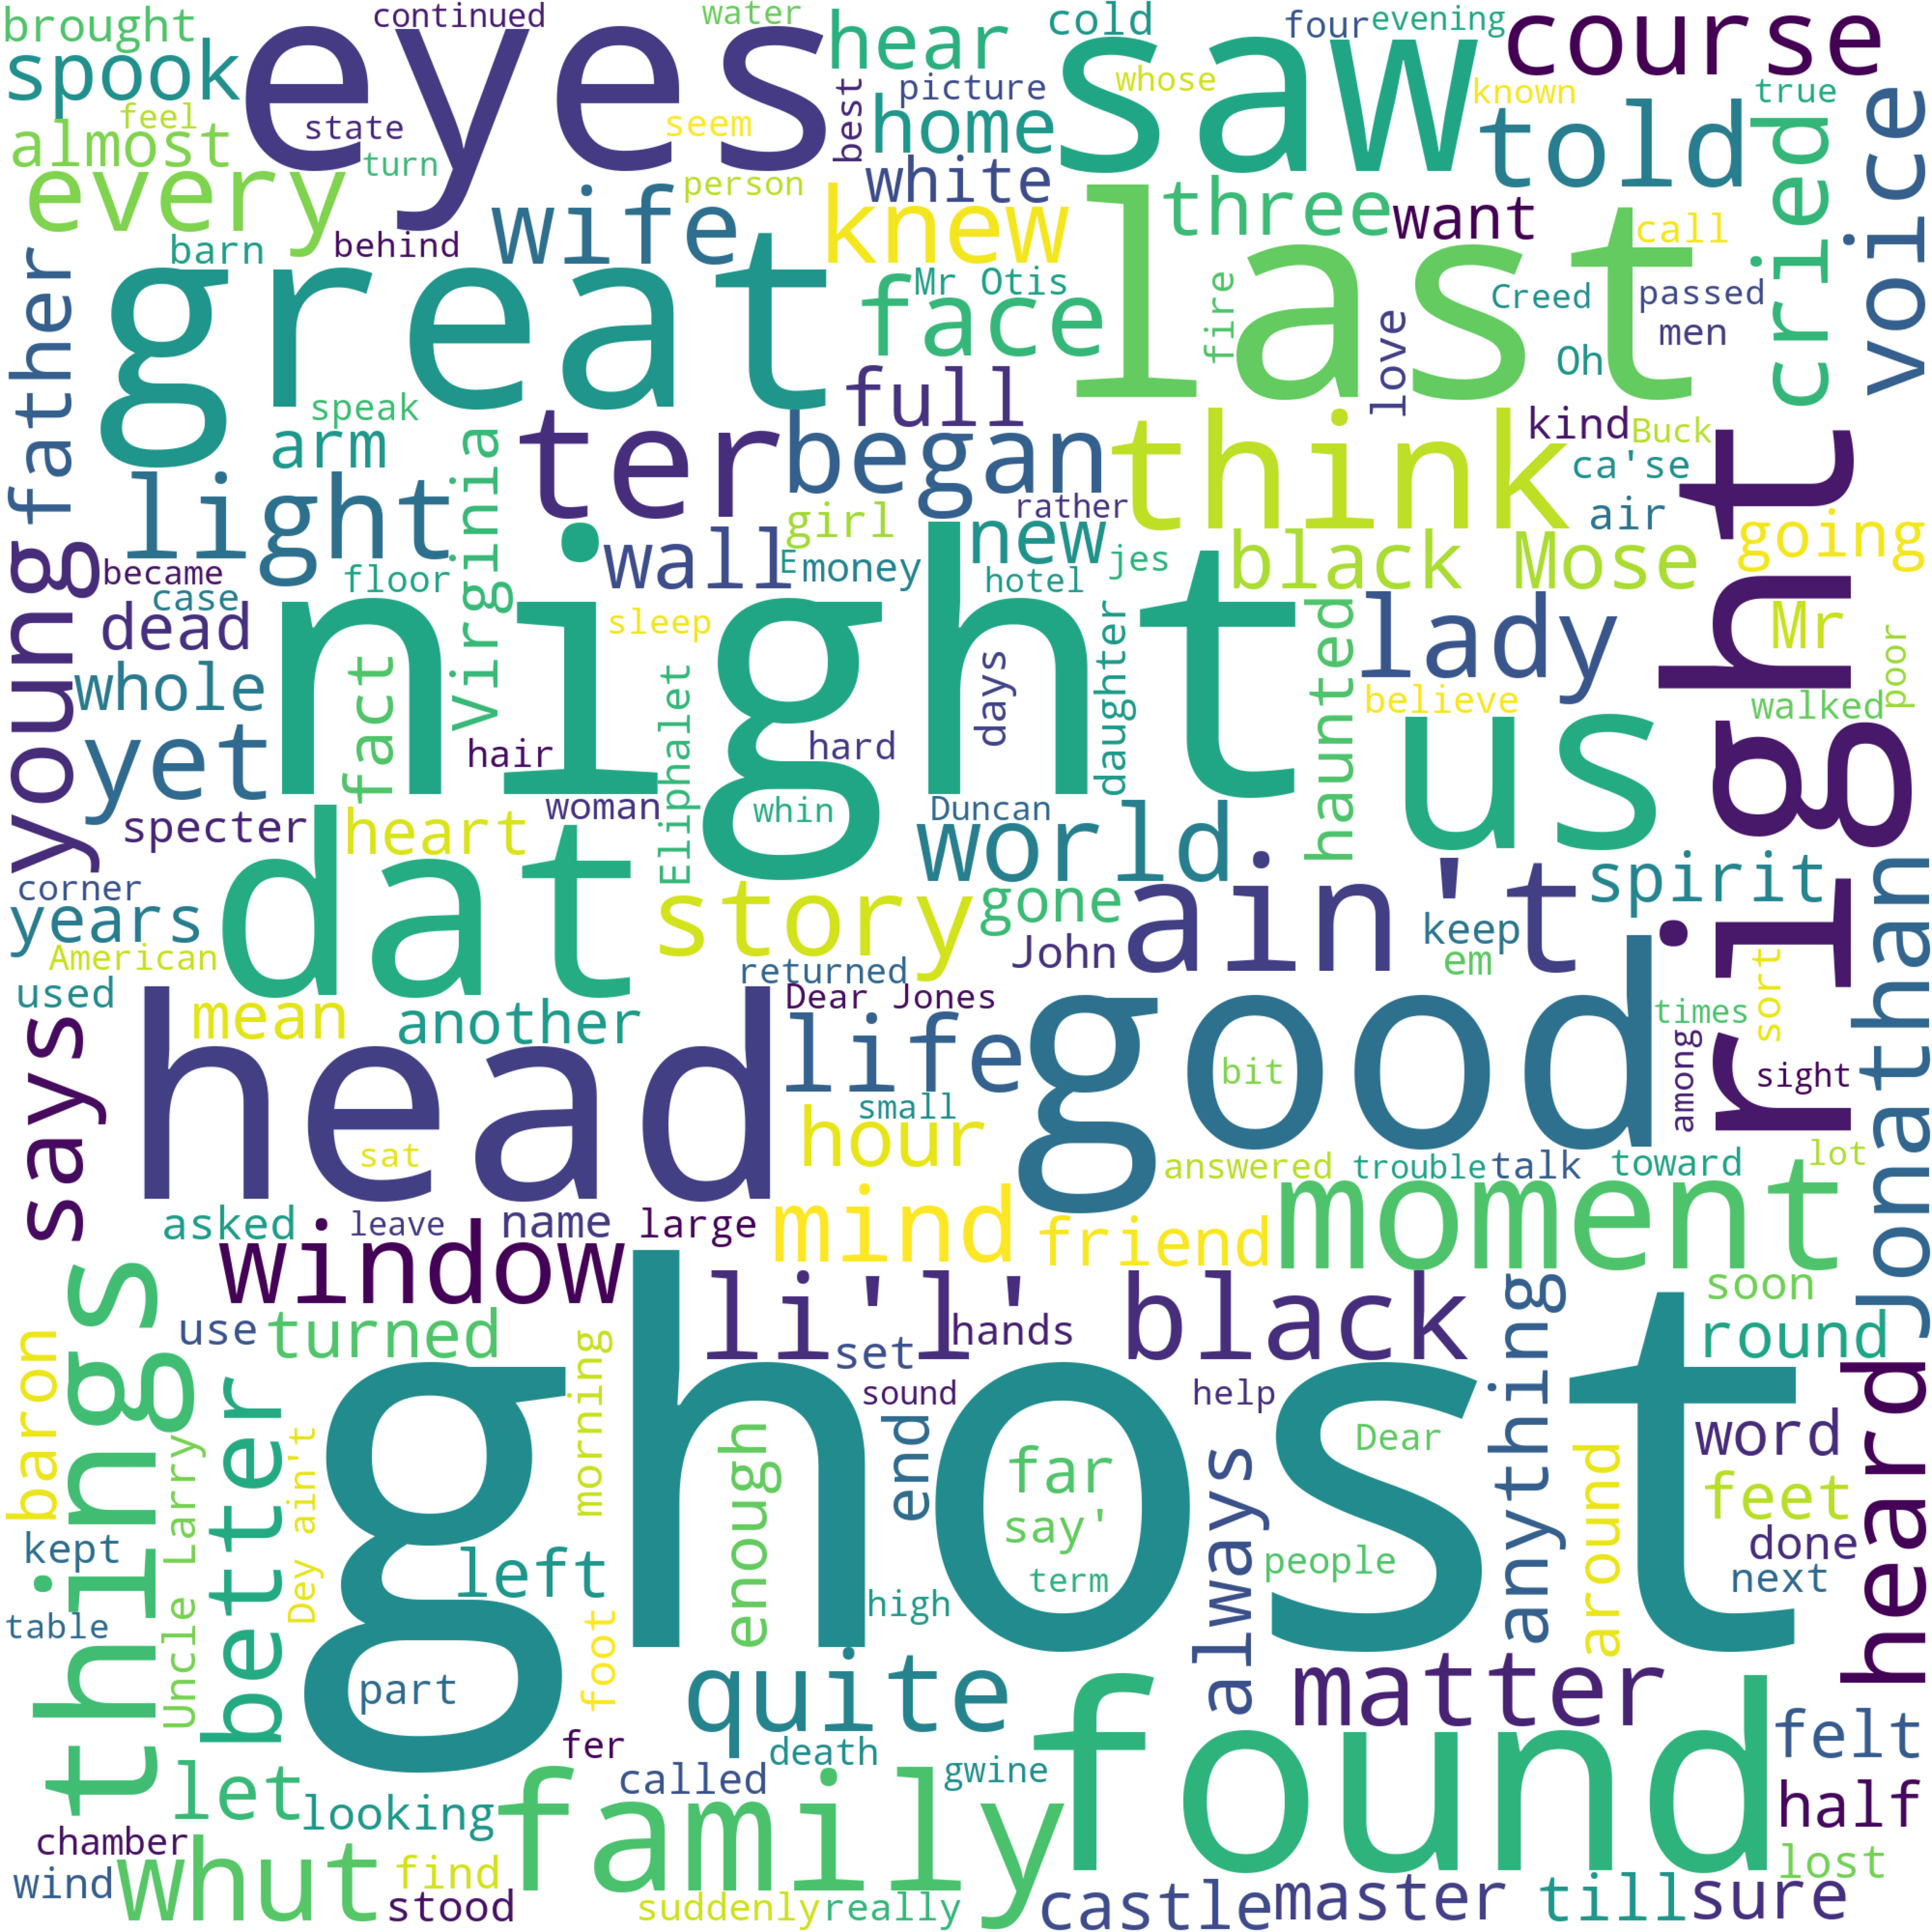 brought
continued
water
hear
cold
four
evening
course
spook
eyes
saw
picture
whose
known
true
feel
state
seem
best
home
told
voice
almost
turn
person
white
cried
every
wife
knew
three
want
call
barn
behind
last
father
great
Mr Otis
face
fire
Creed
passed
men
love
Oh
speak
full
arm
ter
began
think
kind
Buck
ca'se
light
Virginia
girl
rather
air
right
young
became
floor
wall
E
money
new
hotel
jes
black Mose
going
case
dead
night
sleep
haunted
lady
Mr
poor
whole
fact
Eliphalet
days
daughter
believe
us
walked
yet
hair
hard
woman
whin
Duncan
specter
heart
world
spirit
corner
years
dat
story
gone
ain't
keep
em
American
John
returned
used
mean
another
Dear Jones
good
times
sort
Jonathan
says
head
life
bit
among
sight
small
hour
sat
answered
trouble
talk
toward
lot
asked
leave
name
large
mind
friend
moment
window
li'l' black
soon
things
use
turned
set
hands
anything
round
baron
better
morning
ghost
sound
help
heard
Uncle Larry
Dey ain't
enough
end
far
Dear
always
around
word
say'
feet
kept
left
term
people
done
next
table
foot
high
part
quite
matter
fer
death
found
felt
let
called
gwine
looking
family
half
chamber
whut
find
lost
wind
stood
suddenly
really
castle
master
till
sure